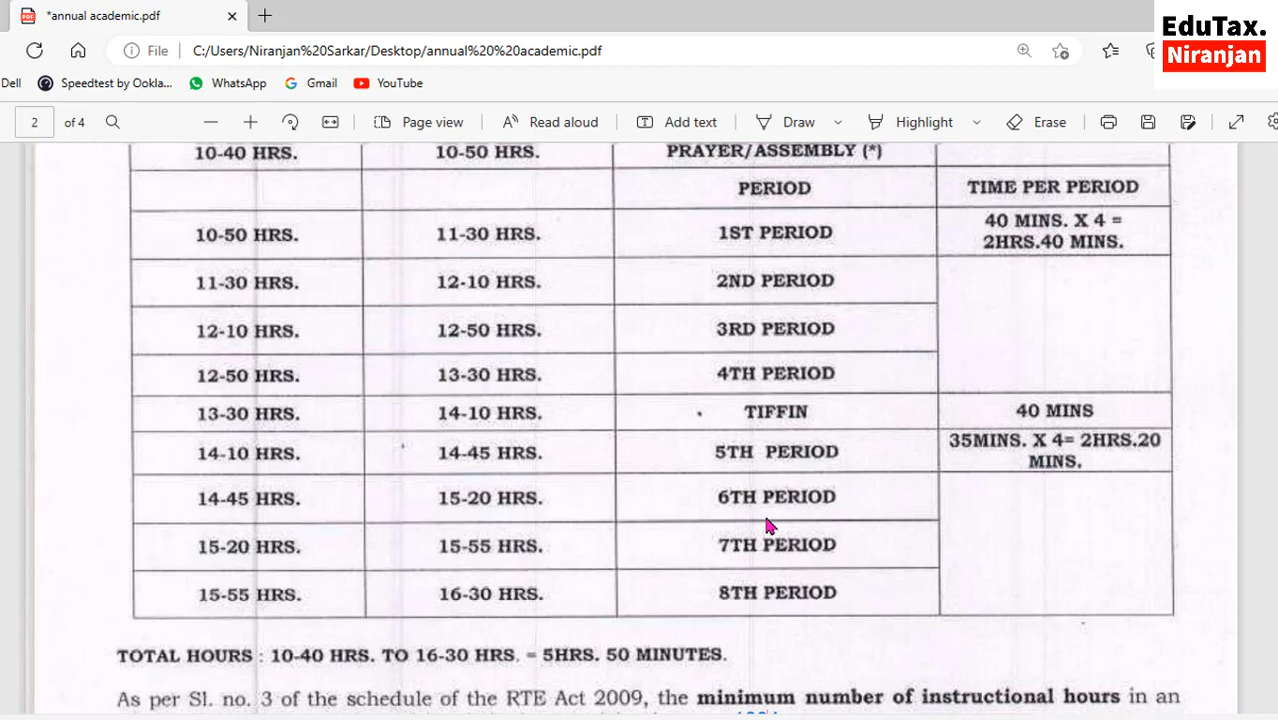 *annual academic.pdf
EduTax.
Niranjan
File C:/Users/Niranjan%20Sarkar/Desktop/annual%20%20academic.pdf
Dell Speedtest by Ookla... WhatsApp Gmail YouTube
2 of 4 Page view Read aloud Add text Draw Highlight Erase
10-40 HRS. 10-50 HRS. PRAYER/ASSEMBLY (*)
PERIOD TIME PER PERIOD
10-50 HRS. 11-30 HRS. 1ST PERIOD 40 MINS. X 4 =
2HRS.40 MINS.
11-30 HRS. 12-10 HRS. 2ND PERIOD
12-10 HRS. 12-50 HRS. 3RD PERIOD
12-50 HRS. 13-30 HRS. 4TH PERIOD
13-30 HRS. 14-10 HRS. TIFFIN 40 MINS
14-10 HRS. 14-45 HRS. 5TH PERIOD 35MINS. X 4= 2HRS.20
MINS.
14-45 HRS. 15-20 HRS. 6TH PERIOD
15-20 HRS. 15-55 HRS. 7TH PERIOD
15-55 HRS. 16-30 HRS. 8TH PERIOD
TOTAL HOURS : 10-40 HRS. TO 16-30 HRS. = 5HRS. 50 MINUTES.
As per Sl. no. 3 of the schedule of the RTE Act 2009, the minimum number of instructional hours in an